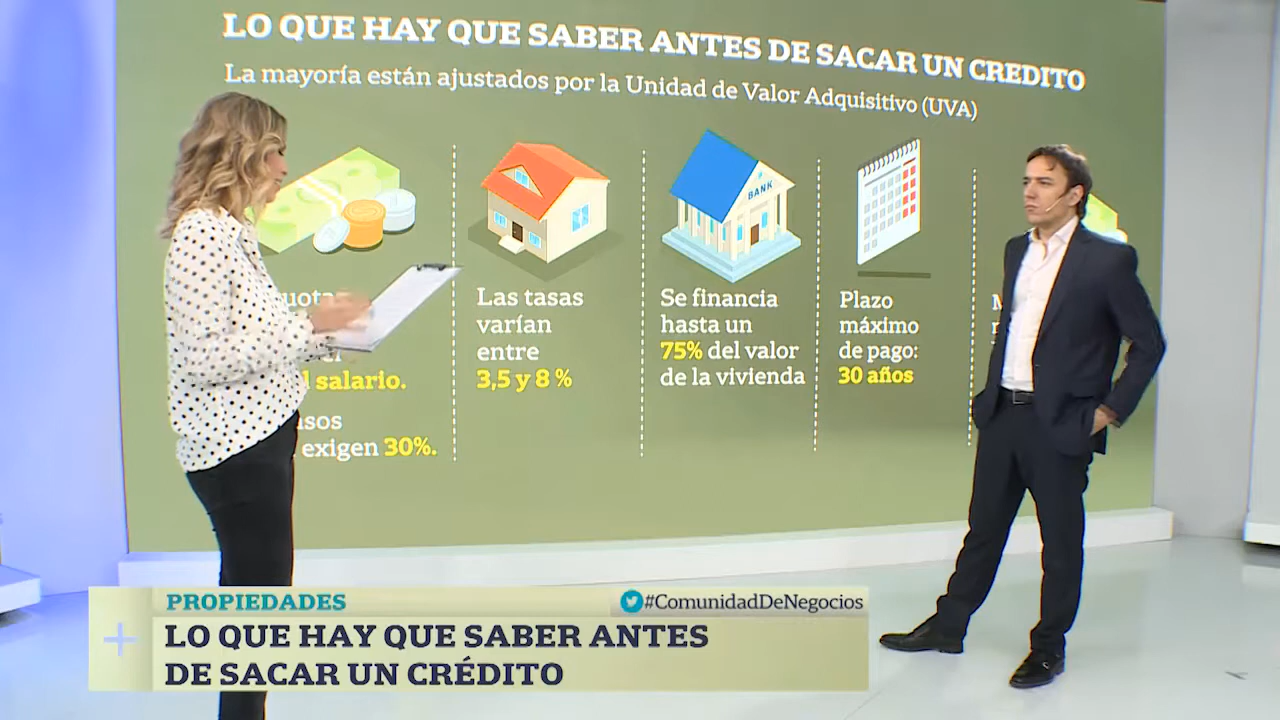 LO QUE HAY QUE SABER ANTES DE SACAR UN CREDITO
La mayoría están ajustados por la Unidad de Valor Adquisitivo (UVA)
salario.
exigen 30%.
Las tasas
varían
entre
3,5 y 8 %
BANK
Se financia
hasta un
75% del valor
de la vivienda
Plazo
máximo
de pago:
30 años
PROPIEDADES
#ComunidadDeNegocios
LO QUE HAY QUE SABER ANTES
DE SACAR UN CRÉDITO